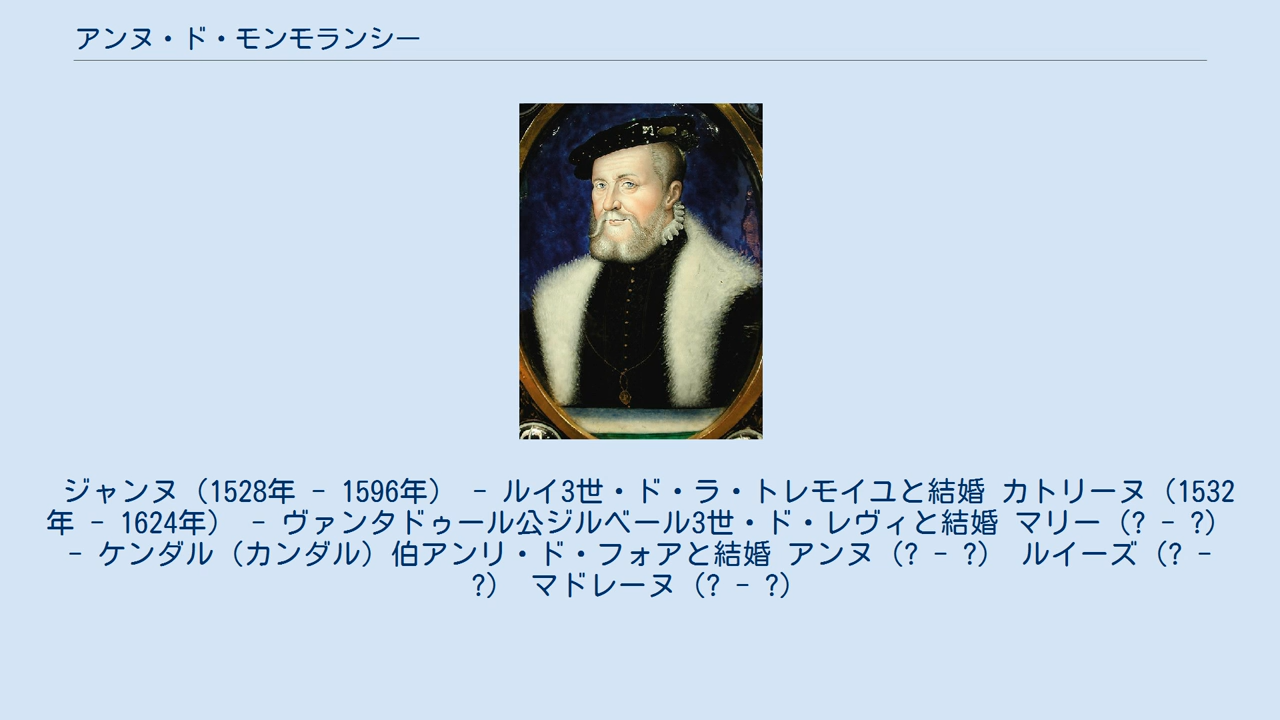 アンヌ・ド・モンモランシー
ジャンヌ（1528年 - 1596年） - ルイ3世・ド・ラ・トレモイユと結婚 カトリーヌ（1532
年 - 1624年） - ヴァンタドゥール公ジルベール3世・ド・レヴィと結婚 マリー（? - ?）
- ケンダル（カンダル）伯アンリ・ド・フォアと結婚 アンヌ（? - ?） ルイーズ（? -
?） マドレーヌ（? - ?）